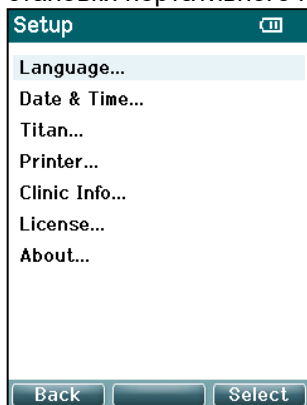 Setup
Language...
Date & Time...
Titan...
Printer...
Clinic Info...
License...
About...
Back Select